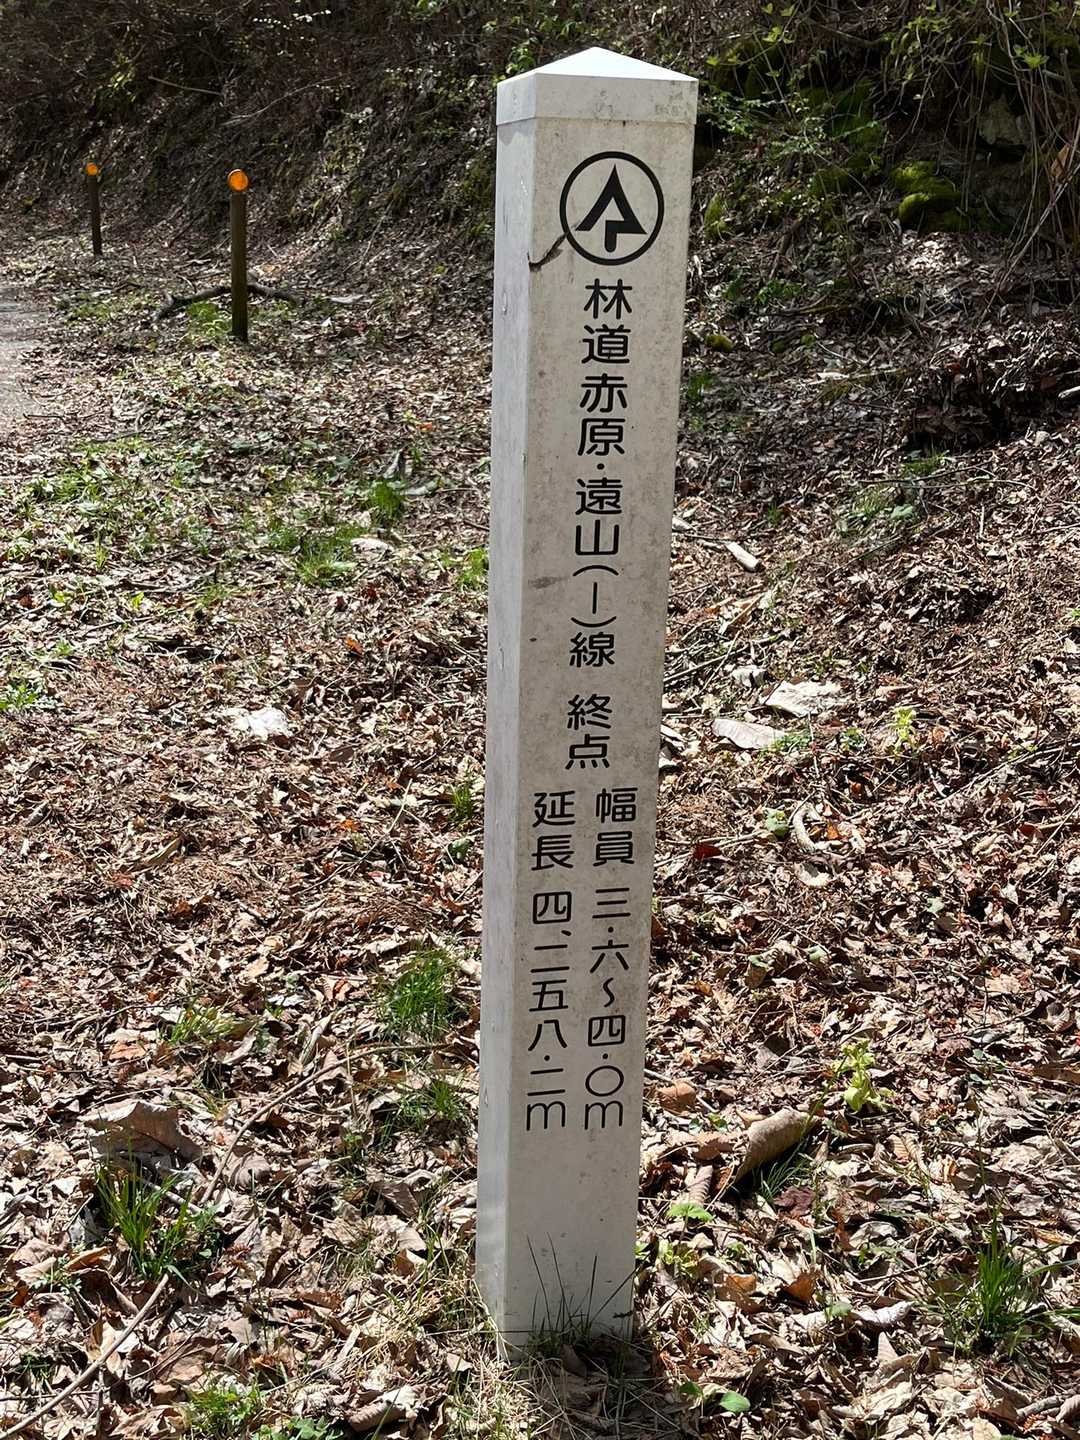 林道赤原・遠山(一)線 終点
幅員 三・六〜四・〇m
延長 四、二五八・二m